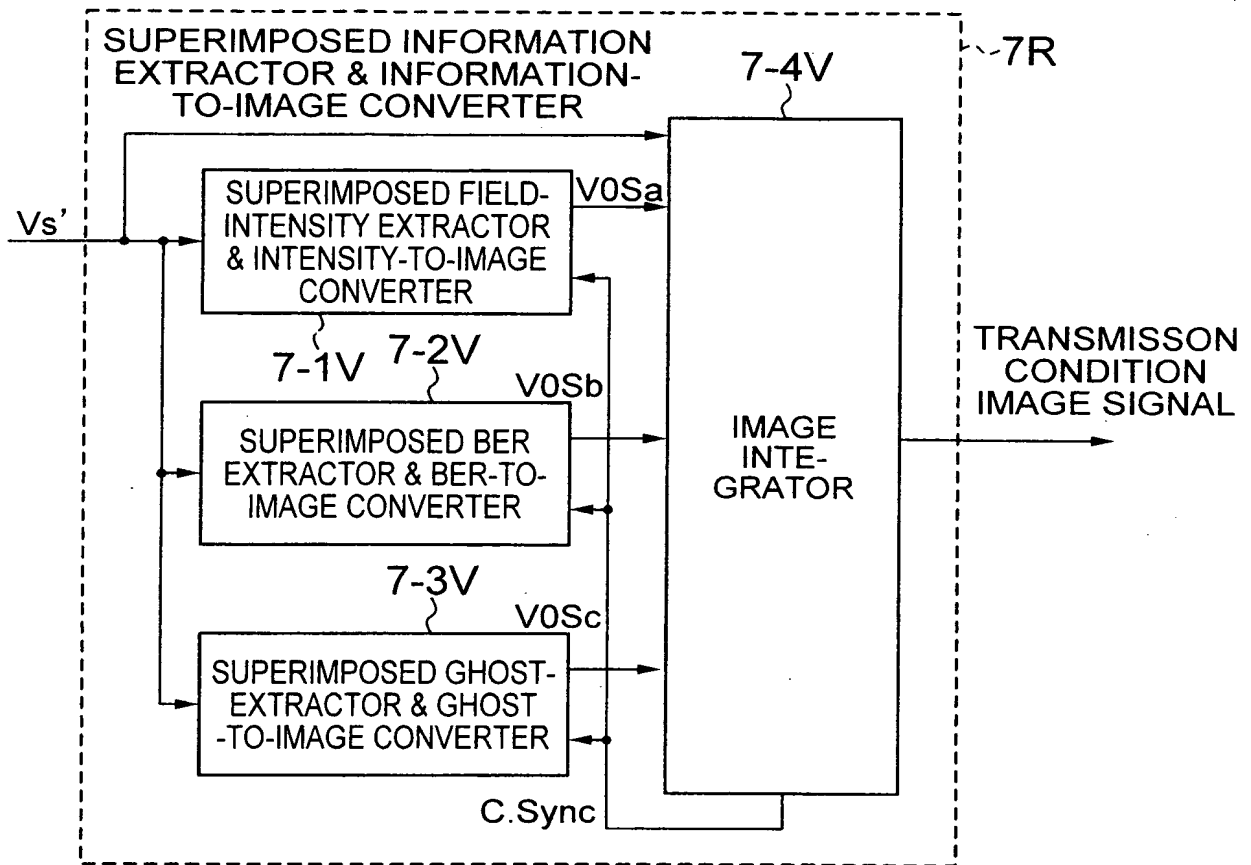 SUPERIMPOSED INFORMATION
EXTRACTOR & INFORMATION-
TO-IMAGE CONVERTER
7-4V
7R
Vs'
SUPERIMPOSED FIELD-
INTENSITY EXTRACTOR
& INTENSITY-TO-IMAGE
CONVERTER
V0Sa
7-1V
7-2V
V0Sb
SUPERIMPOSED BER
EXTRACTOR & BER-TO-
IMAGE CONVERTER
7-3V
V0Sc
SUPERIMPOSED GHOST-
EXTRACTOR & GHOST
-TO-IMAGE CONVERTER
C.Sync
IMAGE
INTE-
GRATOR
TRANSMISSON
CONDITION
IMAGE SIGNAL